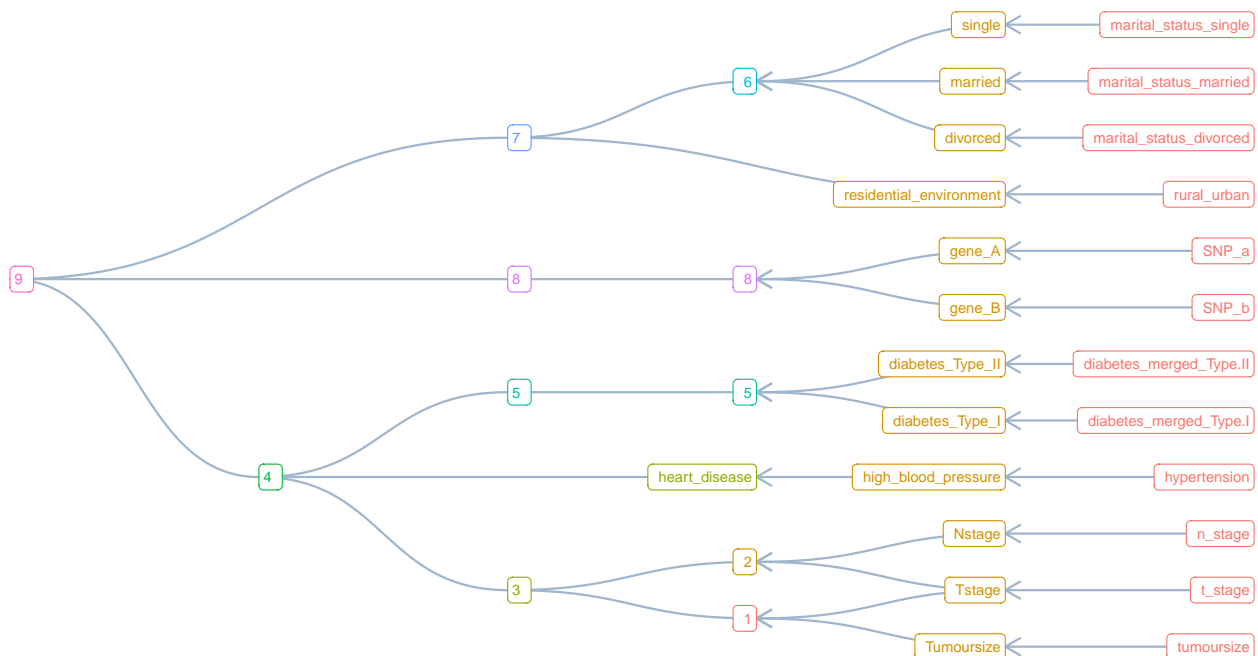 single marital_status_single
6 married marital_status_married
7 divorced marital_status_divorced
residential_environment rural_urban
gene_A SNP_a
9 8 8
gene_B SNP_b
diabetes_Type_II diabetes_merged_Type.II
5 5
diabetes_Type_I diabetes_merged_Type.I
4 heart_disease high_blood_pressure hypertension
Nstage n_stage
2
3 Tstage t_stage
1
Tumoursize tumoursize